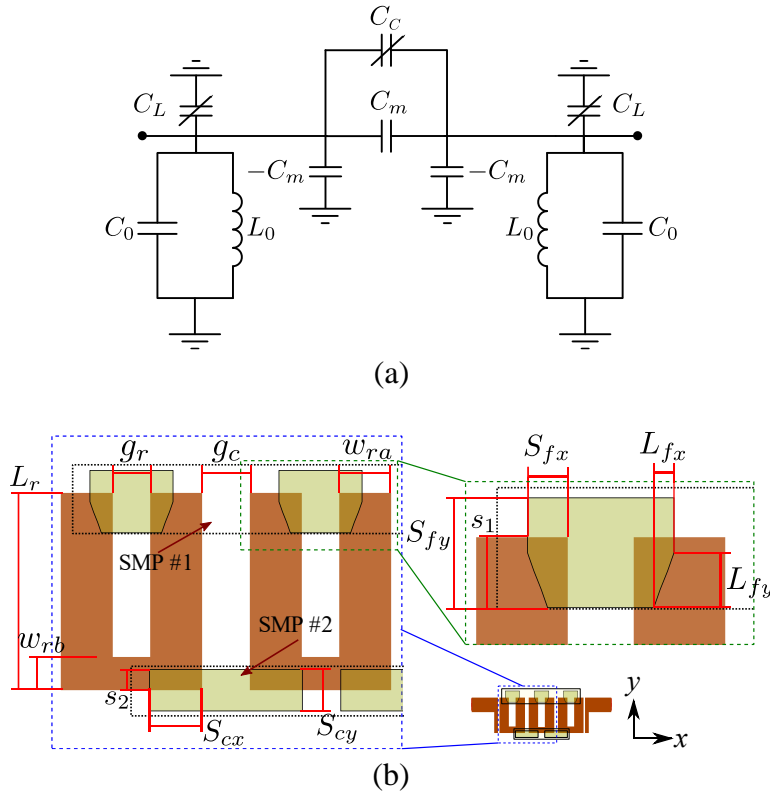 C_C
C_L C_m C_L
−C_m −C_m
C_0 L_0 L_0 C_0
(a)
g_r g_c w_ra
L_r
SMP #1
SMP #2
w_rb
s_2
S_cx S_cy
S_fx L_fx
S_fy s_1
L_fy
y
x
(b)